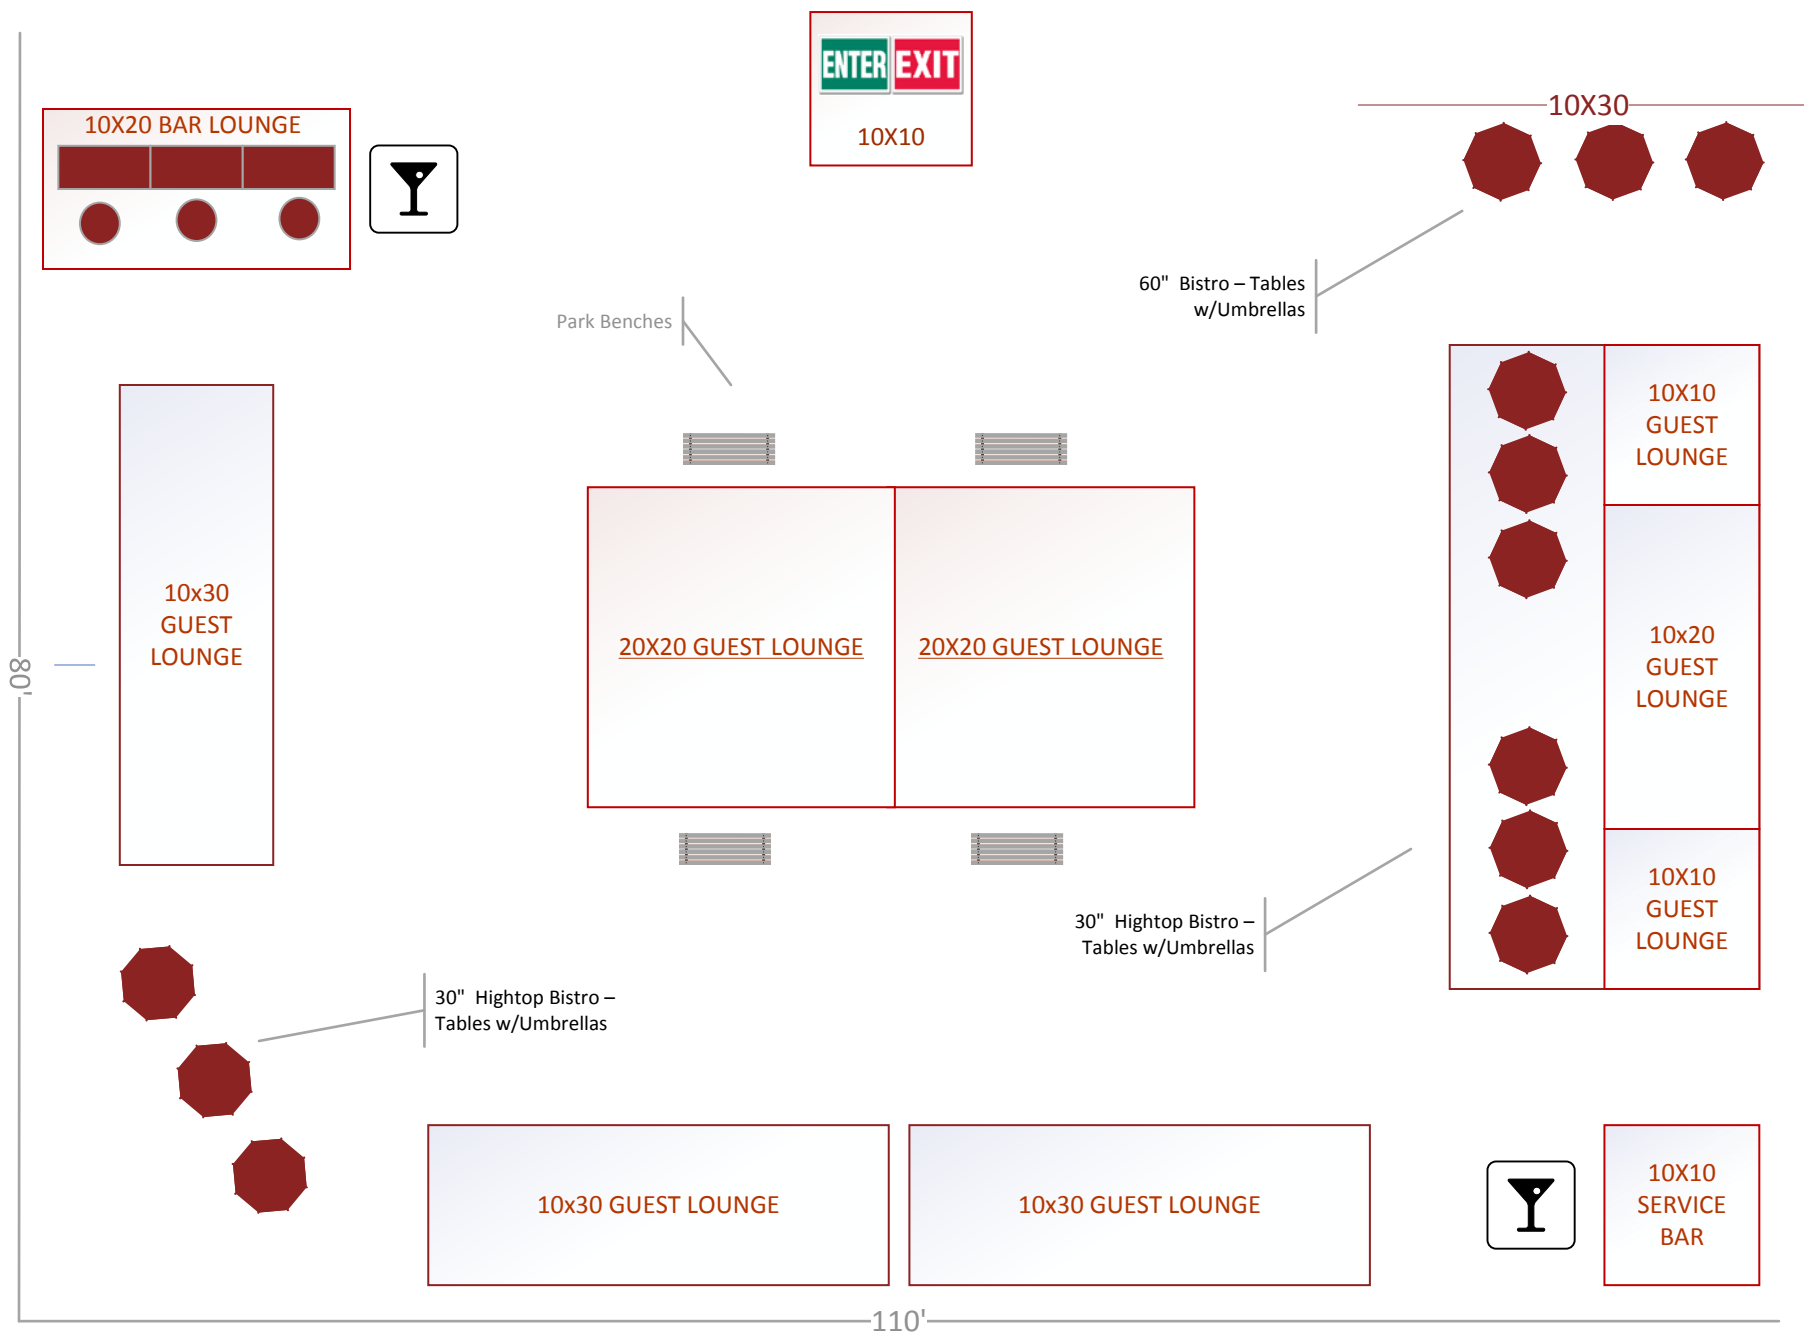 ENTER EXIT
10X10
10X30
10X20 BAR LOUNGE
60" Bistro – Tables
w/Umbrellas
Park Benches
10X10
GUEST
LOUNGE
10x30
GUEST
LOUNGE
20X20 GUEST LOUNGE
20X20 GUEST LOUNGE
10x20
GUEST
LOUNGE
80'
10X10
GUEST
LOUNGE
30" Hightop Bistro –
Tables w/Umbrellas
30" Hightop Bistro –
Tables w/Umbrellas
10x30 GUEST LOUNGE
10x30 GUEST LOUNGE
10X10
SERVICE
BAR
110'